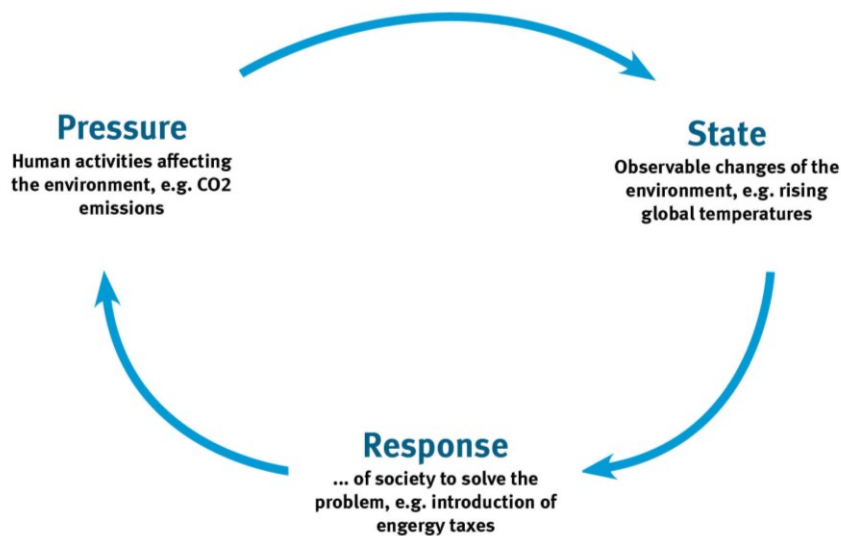 Pressure
Human activities affecting
the environment, e.g. CO2
emissions
State
Observable changes of the
environment, e.g. rising
global temperatures
Response
... of society to solve the
problem, e.g. introduction of
engergy taxes